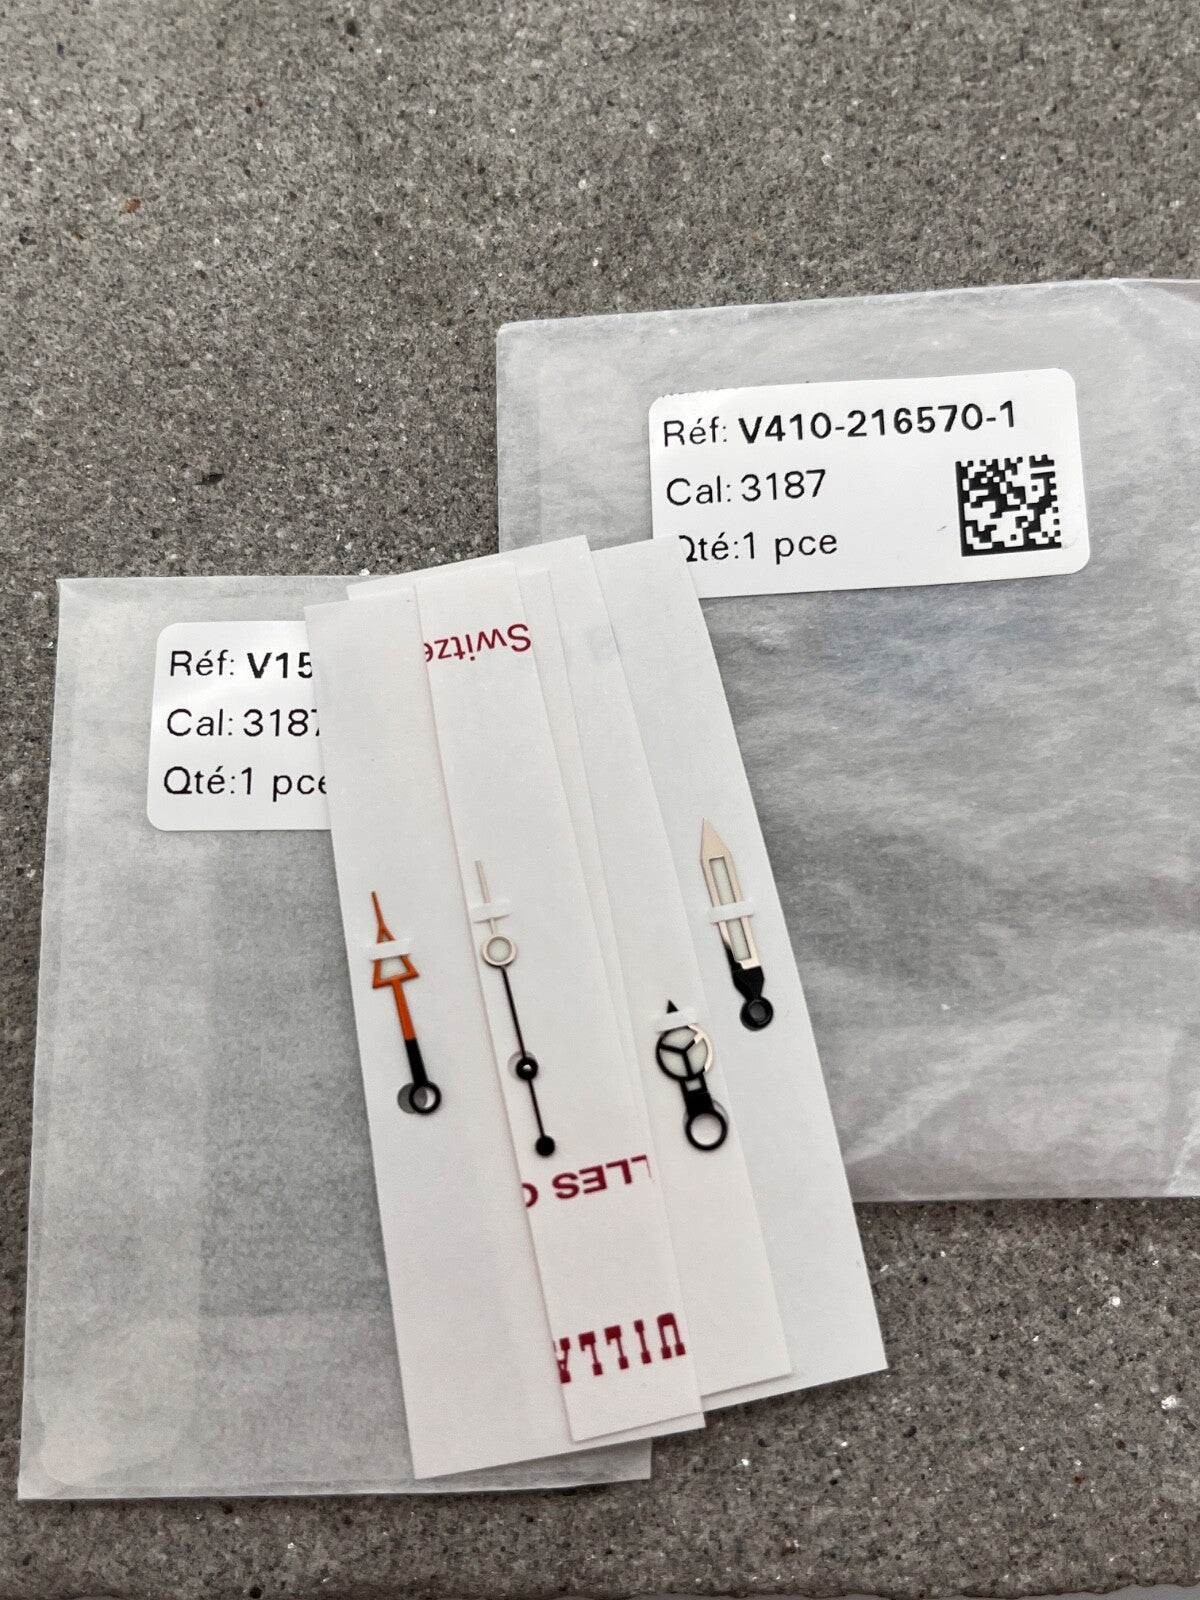 Réf: V410-216570-1
Cal: 3187
Qté:1 pce
Réf: V15
Cal: 3187
Qté:1 pce
Switze
LLES
UILLA